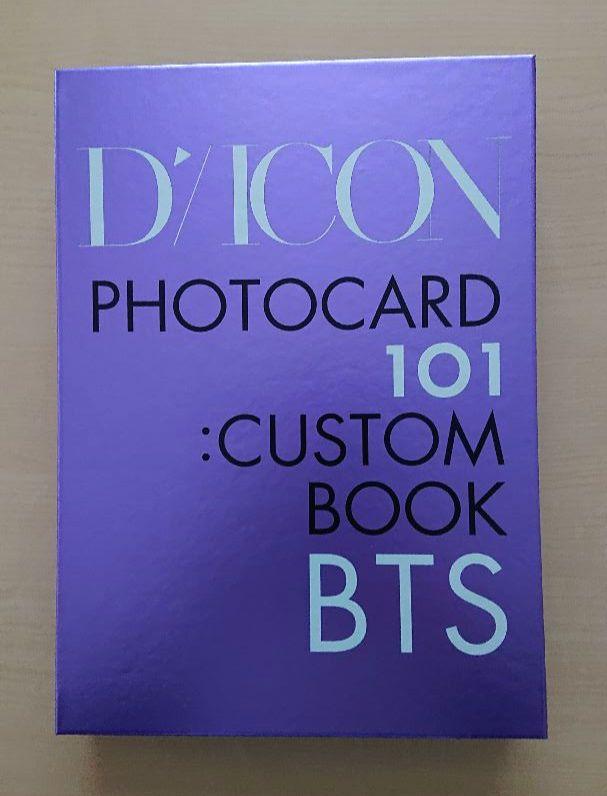 D'/ICON
PHOTOCARD
101
:CUSTOM
BOOK
BTS